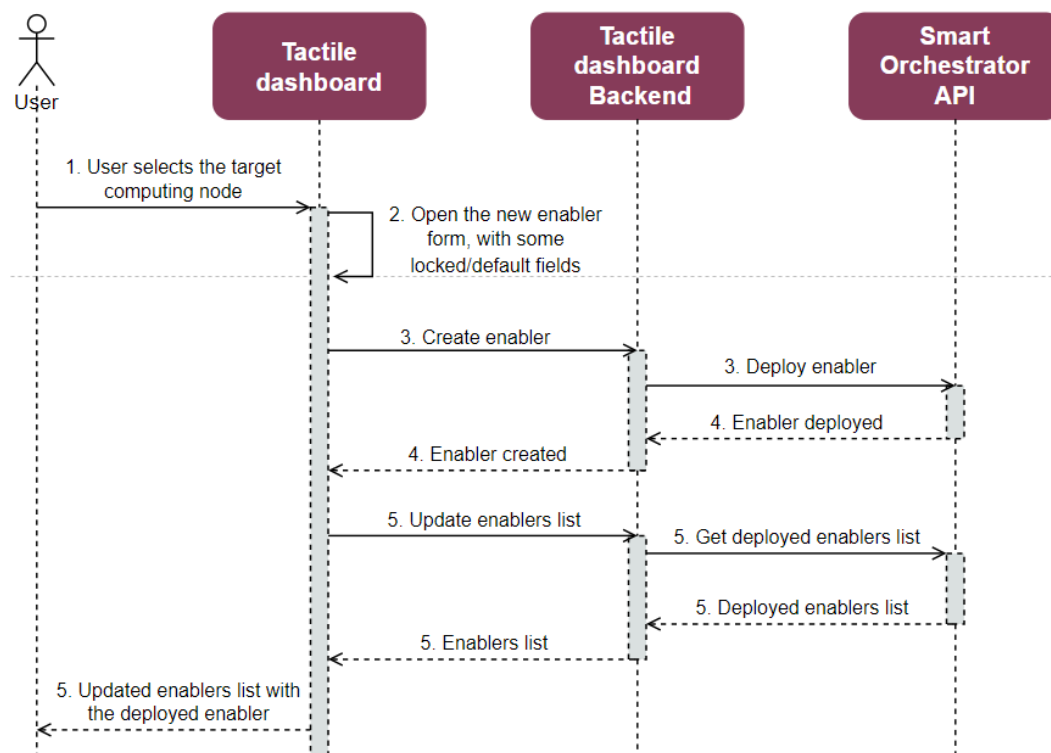 User
Tactile
dashboard
Tactile
dashboard
Backend
Smart
Orchestrator
API
1. User selects the target
computing node
2. Open the new enabler
form, with some
locked/default fields
3. Create enabler
3. Deploy enabler
4. Enabler deployed
4. Enabler created
5. Update enablers list
5. Get deployed enablers list
5. Deployed enablers list
5. Enablers list
5. Updated enablers list with
the deployed enabler